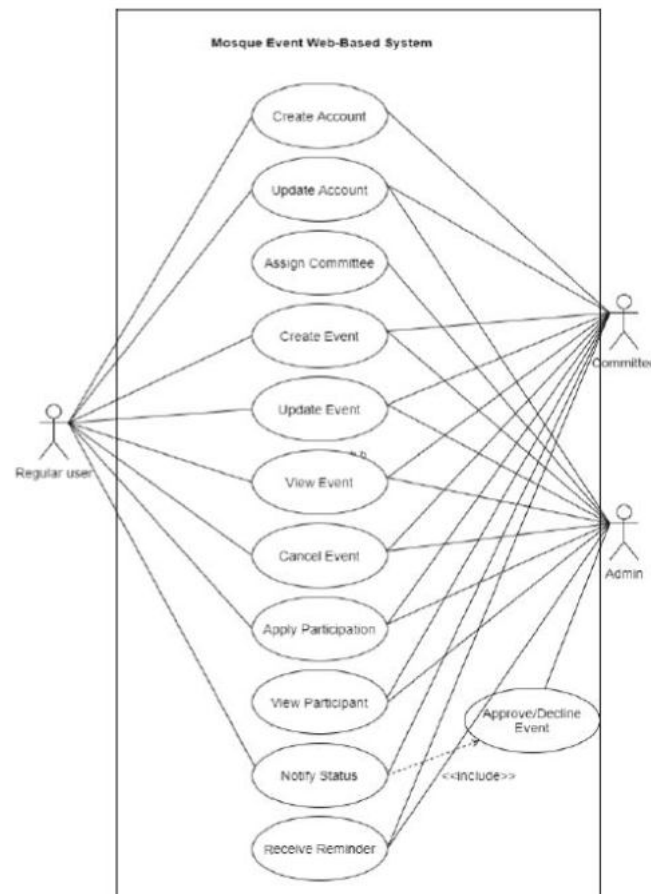 Mosque Event Web-Based System
Create Account
Update Account
Assign Committee
Create Event
Committee
Update Event
Regular user
View Event
Cancel Event
Admin
Apply Participation
View Participant
Approve/Decline
Event
Notify Status
<<Include>>
Receive Reminder